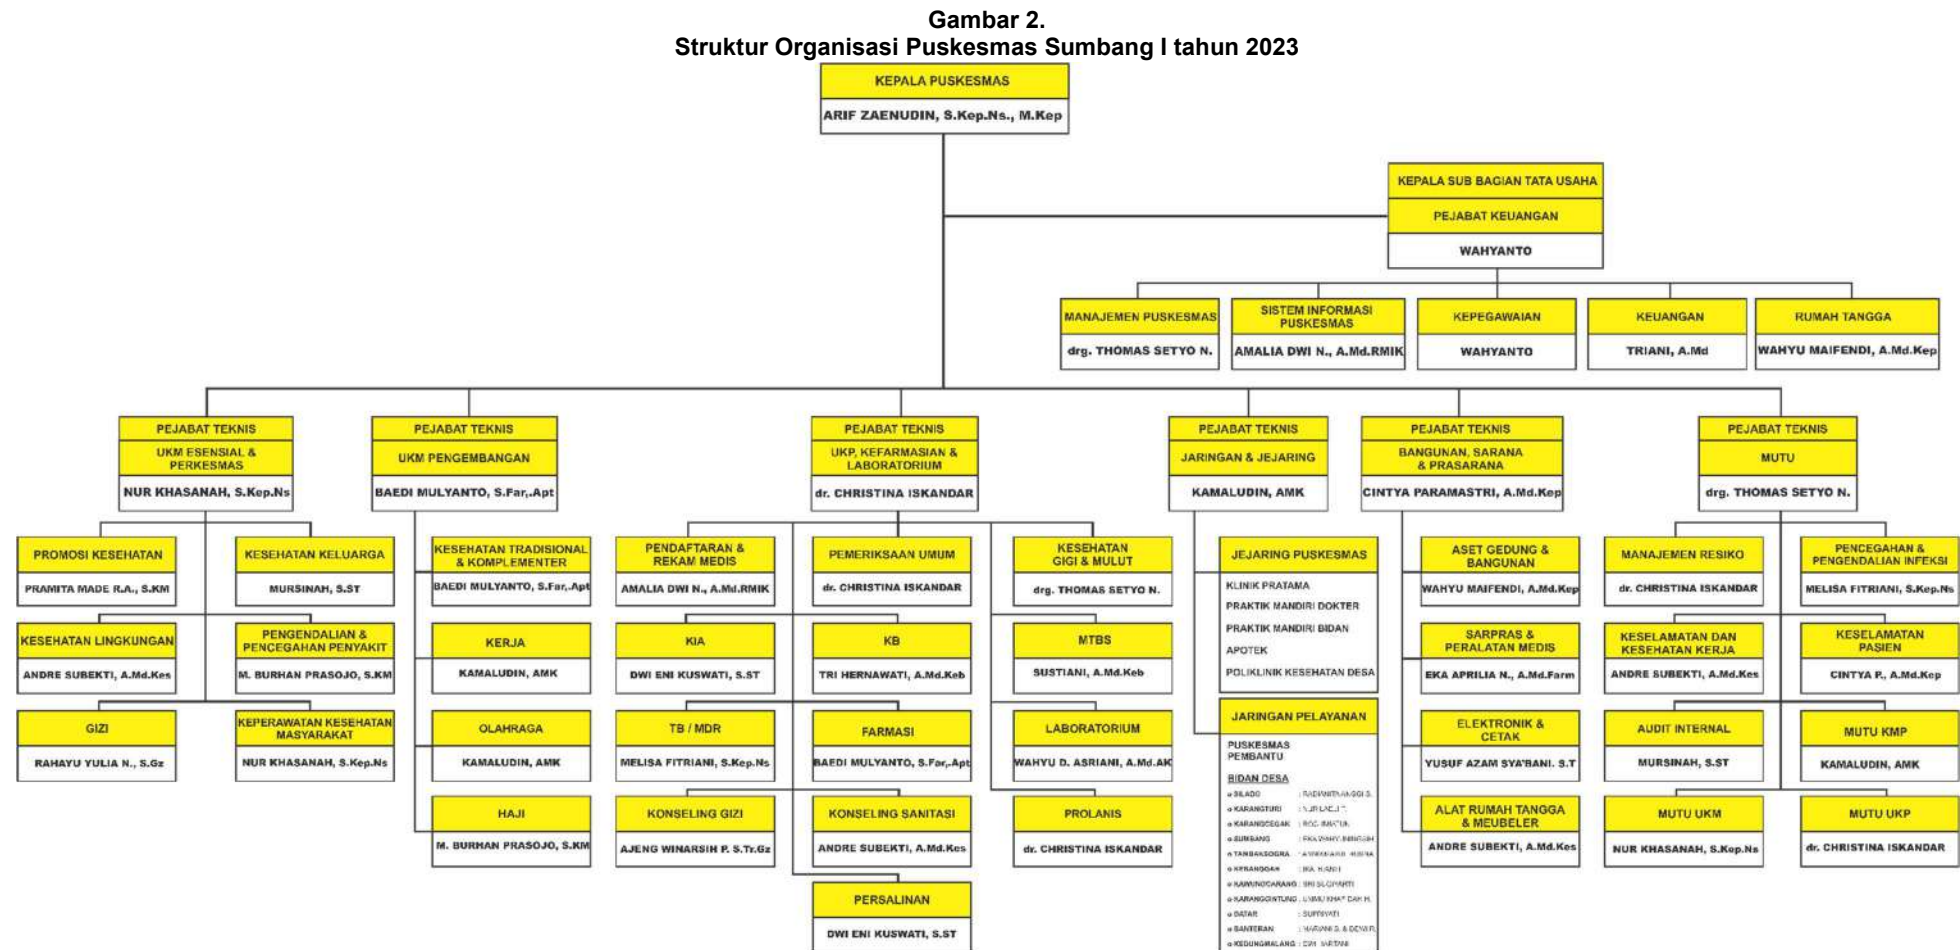 Gambar 2.
Struktur Organisasi Puskesmas Sumbang I tahun 2023
KEPALA PUSKESMAS
ARIF ZAENUDIN, S.Kep.Ns., M.Kep
KEPALA SUB BAGIAN TATA USAHA
PEJABAT KEUANGAN
WAHYANTO
MANAJEMEN PUSKESMAS
drg. THOMAS SETYO N.
SISTEM INFORMASI
PUSKESMAS
AMALIA DWI N., A.Md.RMIK
KEPEGAWAIAN
WAHYANTO
KEUANGAN
TRIANI, A.Md
RUMAH TANGGA
WAHYU MAIFENDI, A.Md.Kep
PEJABAT TEKNIS
UKM ESENSIAL &
PERKESMAS
NUR KHASANAH, S.Kep.Ns
PROMOSI KESEHATAN
PRAMITA MADE R.A., S.KM
KESEHATAN KELUARGA
MURSINAH, S.ST
KESEHATAN LINGKUNGAN
ANDRE SUBEKTI, A.Md.Kes
PENGENDALIAN &
PENCEGAHAN PENYAKIT
M. BURHAN PRASOJO, S.KM
GIZI
RAHAYU YULIA N., S.Gz
KEPERAWATAN KESEHATAN
MASYARAKAT
NUR KHASANAH, S.Kep.Ns
PEJABAT TEKNIS
UKM PENGEMBANGAN
BAEDI MULYANTO, S.Far,.Apt
KESEHATAN TRADISIONAL
& KOMPLEMENTER
BAEDI MULYANTO, S.Far,.Apt
KERJA
KAMALUDIN, AMK
OLAHRAGA
KAMALUDIN, AMK
HAJI
M. BURHAN PRASOJO, S.KM
PEJABAT TEKNIS
UKP, KEFARMASIAN &
LABORATORIUM
dr. CHRISTINA ISKANDAR
PENDAFTARAN &
REKAM MEDIS
AMALIA DWI N., A.Md.RMIK
PEMERIKSAAN UMUM
dr. CHRISTINA ISKANDAR
KESEHATAN
GIGI & MULUT
drg. THOMAS SETYO N.
KIA
DWI ENI KUSWATI, S.ST
KB
TRI HERNAWATI, A.Md.Keb
MTBS
SUSTIANI, A.Md.Keb
TB / MDR
MELISA FITRIANI, S.Kep.Ns
FARMASI
BAEDI MULYANTO, S.Far,.Apt
LABORATORIUM
WAHYU D. ASRIANI, A.Md.AK
KONSELING GIZI
AJENG WINARSIH P. S.Tr.Gz
KONSELING SANITASI
ANDRE SUBEKTI, A.Md.Kes
PROLANIS
dr. CHRISTINA ISKANDAR
PERSALINAN
DWI ENI KUSWATI, S.ST
PEJABAT TEKNIS
JARINGAN & JEJARING
KAMALUDIN, AMK
JEJARING PUSKESMAS
KLINIK PRATAMA
PRAKTIK MANDIRI DOKTER
PRAKTIK MANDIRI BIDAN
APOTEK
POLIKLINIK KESEHATAN DESA
JARINGAN PELAYANAN
PUSKESMAS
PEMBANTU
BIDAN DESA
o SILADO :
o KARANGTURI :
o KARANGCEGAK :
o SUMBANG :
o TAMBAKSOGRA :
o KEBANGGAN :
o KAWUNGCARANG : SRI SUGIHARTI
o KARANGGINTUNG :
o DATAR : SUPRIYATI
o BANTERAN :
o KEDUNGMALANG :
PEJABAT TEKNIS
BANGUNAN, SARANA
& PRASARANA
CINTYA PARAMASTRI, A.Md.Kep
ASET GEDUNG &
BANGUNAN
WAHYU MAIFENDI, A.Md.Kep
SARPRAS &
PERALATAN MEDIS
EKA APRILIA N., A.Md.Farm
ELEKTRONIK &
CETAK
YUSUF AZAM SYA'BANI. S.T
ALAT RUMAH TANGGA
& MEUBELER
ANDRE SUBEKTI, A.Md.Kes
PEJABAT TEKNIS
MUTU
drg. THOMAS SETYO N.
MANAJEMEN RESIKO
dr. CHRISTINA ISKANDAR
PENCEGAHAN &
PENGENDALIAN INFEKSI
MELISA FITRIANI, S.Kep.Ns
KESELAMATAN DAN
KESEHATAN KERJA
ANDRE SUBEKTI, A.Md.Kes
KESELAMATAN
PASIEN
CINTYA P., A.Md.Kep
AUDIT INTERNAL
MURSINAH, S.ST
MUTU KMP
KAMALUDIN, AMK
MUTU UKM
NUR KHASANAH, S.Kep.Ns
MUTU UKP
dr. CHRISTINA ISKANDAR